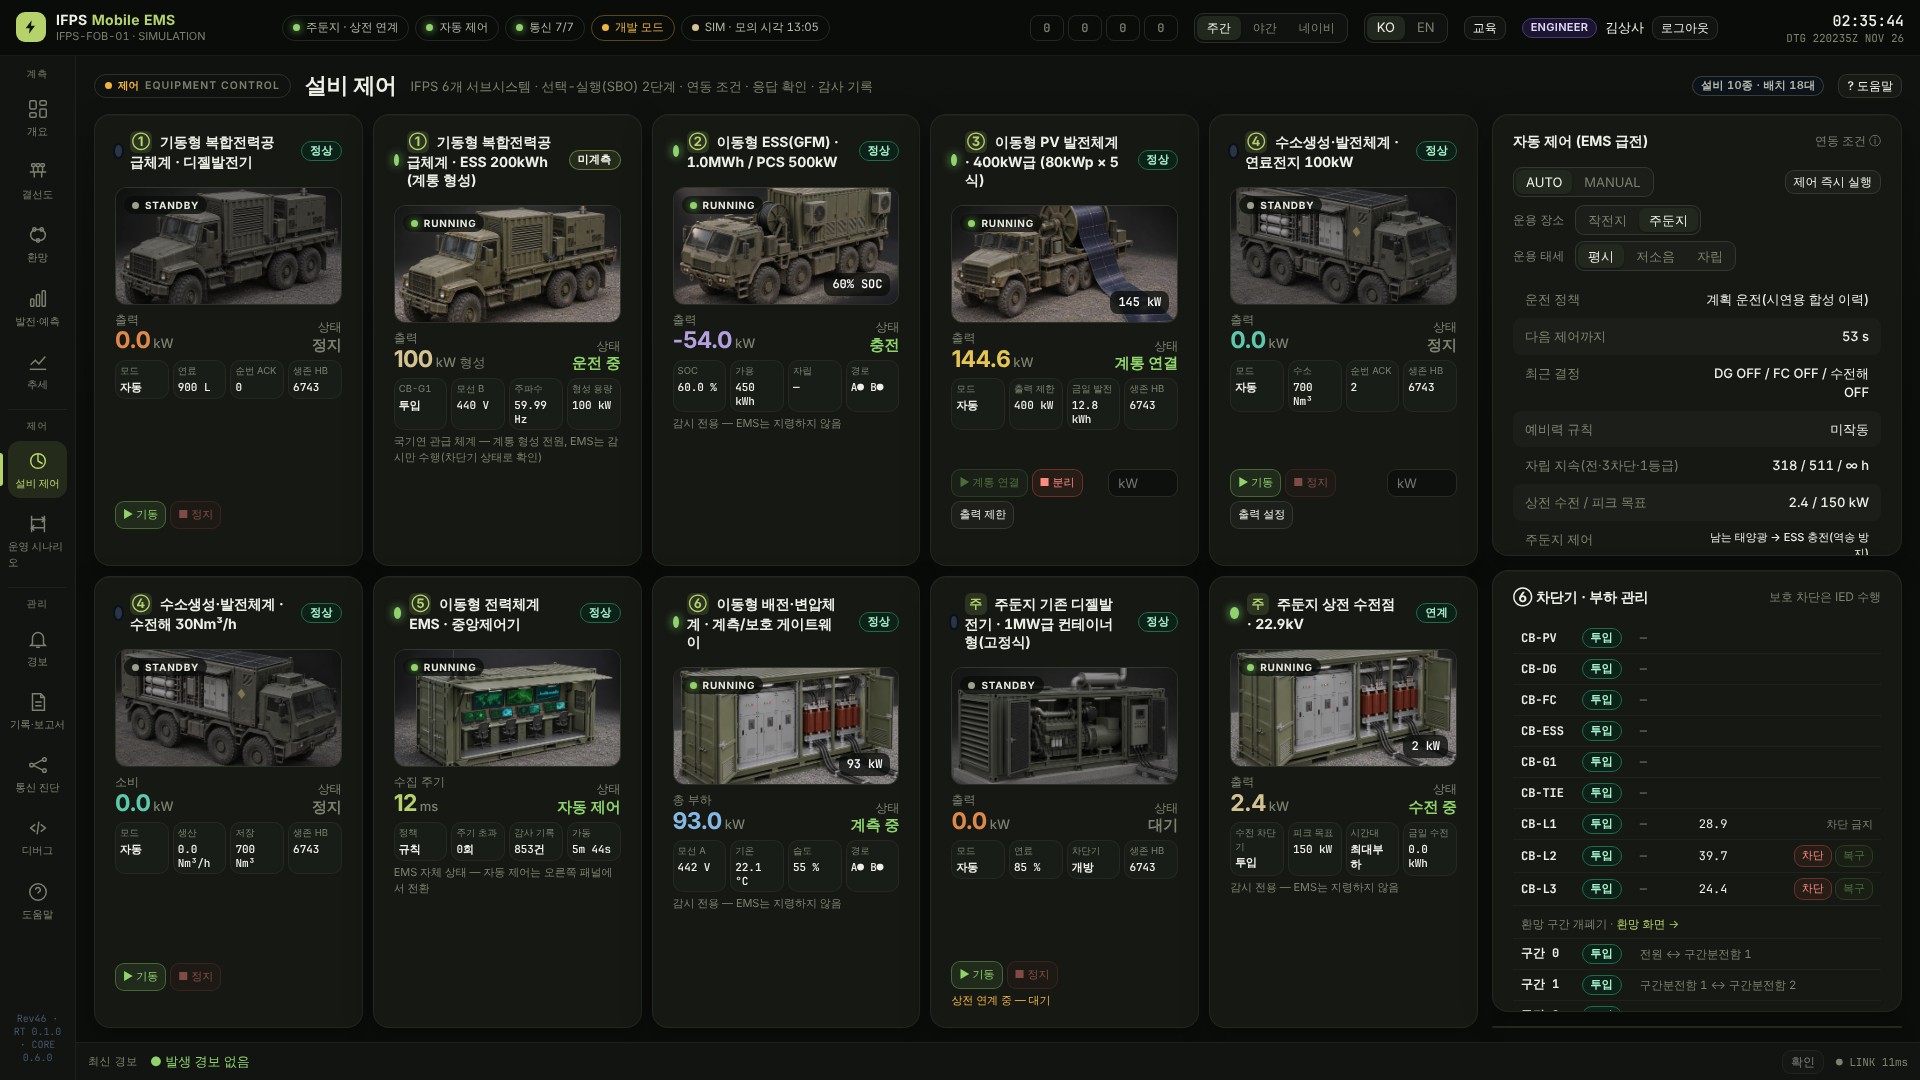 IFPS Mobile EMS
IFPS-FOB-01 · SIMULATION
주둔지 · 상전 연계
자동 제어
통신 7/7
개발 모드
SIM · 모의 시각 13:05
0 0 0 0
주간 야간 네이비
KO EN
교육
ENGINEER 김상사 로그아웃
02:35:44
DTG 220235Z NOV 26
계측
개요
결선도
환망
발전·예측
추세
제어
설비 제어
운영 시나리
오
관리
경보
기록·보고서
통신 진단
디버그
도움말
Rev46 ·
RT 0.1.0
· CORE
0.6.0
제어 EQUIPMENT CONTROL
설비 제어
IFPS 6개 서브시스템 · 선택-실행(SBO) 2단계 · 연동 조건 · 응답 확인 · 감사 기록
설비 10종 · 배치 18대
? 도움말
① 기동형 복합전력공
급체계 · 디젤발전기
정상
STANDBY
출력
0.0 kW
상태
정지
모드 자동
연료 900 L
순번 ACK 0
생존 HB 6743
▶ 기동 ■ 정지
① 기동형 복합전력공
급체계 · ESS 200kWh
(계통 형성)
미계측
RUNNING
출력
100 kW 형성
상태
운전 중
CB-G1 투입
모선 B 440 V
주파수 59.99 Hz
형성 용량 100 kW
국기연 관급 체계 — 계통 형성 전원, EMS는 감
시만 수행(차단기 상태로 확인)
② 이동형 ESS(GFM) ·
1.0MWh / PCS 500kW
정상
RUNNING
60% SOC
출력
-54.0 kW
상태
충전
SOC 60.0 %
가용 450 kWh
자립 —
경로 A● B●
감시 전용 — EMS는 지령하지 않음
③ 이동형 PV 발전체계
· 400kW급 (80kWp × 5
식)
정상
RUNNING
145 kW
출력
144.6 kW
상태
계통 연결
모드 자동
출력 제한 400 kW
금일 발전 12.8 kWh
생존 HB 6743
▶ 계통 연결 ■ 분리 kW
출력 제한
④ 수소생성·발전체계 ·
연료전지 100kW
정상
STANDBY
출력
0.0 kW
상태
정지
모드 자동
수소 700 Nm³
순번 ACK 2
생존 HB 6743
▶ 기동 ■ 정지 kW
출력 설정
④ 수소생성·발전체계 ·
수전해 30Nm³/h
정상
STANDBY
소비
0.0 kW
상태
정지
모드 자동
생산 0.0 Nm³/h
저장 700 Nm³
생존 HB 6743
▶ 기동 ■ 정지
⑤ 이동형 전력체계
EMS · 중앙제어기
정상
RUNNING
수집 주기
12 ms
상태
자동 제어
정책 규칙
주기 초과 0회
감사 기록 853건
가동 5m 44s
EMS 자체 상태 — 자동 제어는 오른쪽 패널에
서 전환
⑥ 이동형 배전·변압체
계 · 계측/보호 게이트웨
이
정상
RUNNING
93 kW
총 부하
93.0 kW
상태
계측 중
모선 A 442 V
기온 22.1 °C
습도 55 %
경로 A● B●
감시 전용 — EMS는 지령하지 않음
주 주둔지 기존 디젤발
전기 · 1MW급 컨테이너
형(고정식)
정상
STANDBY
출력
0.0 kW
상태
대기
모드 자동
연료 85 %
차단기 개방
생존 HB 6743
▶ 기동 ■ 정지
상전 연계 중 — 대기
주 주둔지 상전 수전점
· 22.9kV
연계
RUNNING
2 kW
출력
2.4 kW
상태
수전 중
수전 차단기 투입
피크 목표 150 kW
시간대 최대부하
금일 수전 0.0 kWh
감시 전용 — EMS는 지령하지 않음
자동 제어 (EMS 급전)
연동 조건 ⓘ
AUTO MANUAL
제어 즉시 실행
운용 장소 작전지 주둔지
운용 태세 평시 저소음 자립
운전 정책 계획 운전(시연용 합성 이력)
다음 제어까지 53 s
최근 결정 DG OFF / FC OFF / 수전해
OFF
예비력 규칙 미작동
자립 지속(전·3차단·1등급) 318 / 511 / ∞ h
상전 수전 / 피크 목표 2.4 / 150 kW
주둔지 제어 남는 태양광 → ESS 충전(역송 방
지)
⑥ 차단기 · 부하 관리
보호 차단은 IED 수행
CB-PV 투입 —
CB-DG 투입 —
CB-FC 투입 —
CB-ESS 투입 —
CB-G1 투입 —
CB-TIE 투입 —
CB-L1 투입 — 28.9 차단 금지
CB-L2 투입 — 39.7 차단 복구
CB-L3 투입 — 24.4 차단 복구
환망 구간 개폐기 · 환망 화면 →
구간 0 투입 전원 ↔ 구간분전함 1
구간 1 투입 구간분전함 1 ↔ 구간분전함 2
최신 경보
발생 경보 없음
확인
LINK 11ms